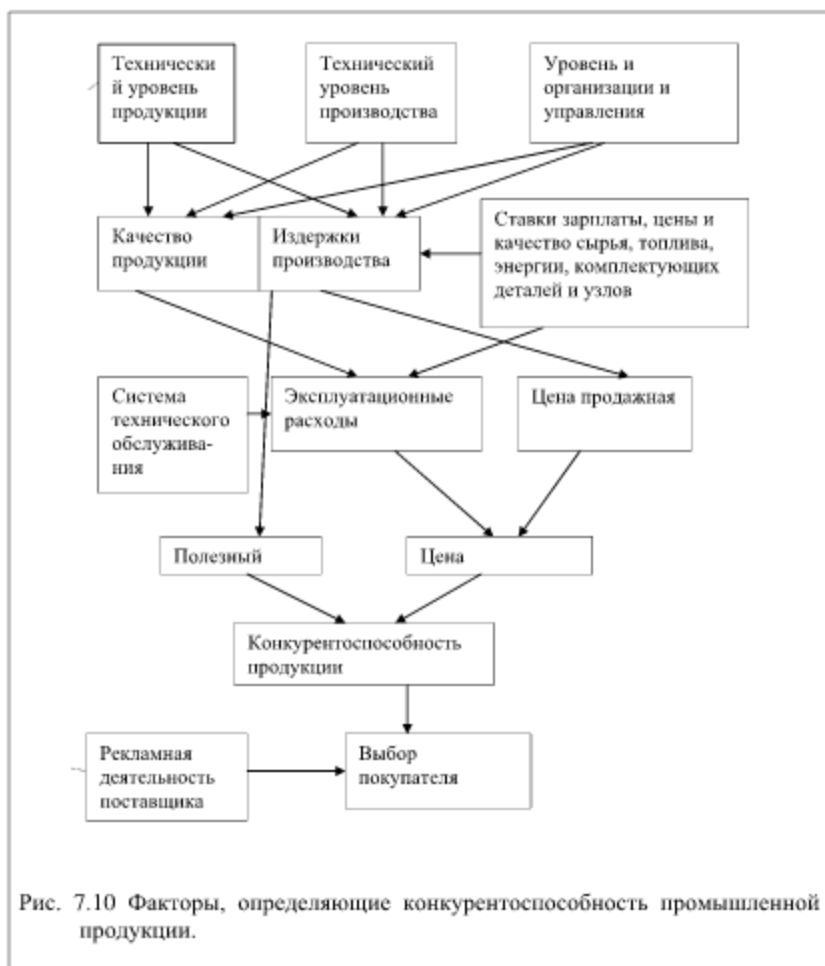 Технически
й уровень
продукции
Технический
уровень
производства
Уровень и
организации и
управления
Качество
продукции
Издержки
производства
Ставки зарплаты, цены и
качество сырья, топлива,
энергии, комплектующих
деталей и узлов
Система
технического
обслужива-
ния
Эксплуатационные
расходы
Цена продажная
Полезный
Цена
Конкурентоспособность
продукции
Рекламная
деятельность
поставщика
Выбор
покупателя
Рис. 7.10 Факторы, определяющие конкурентоспособность промышленной
продукции.